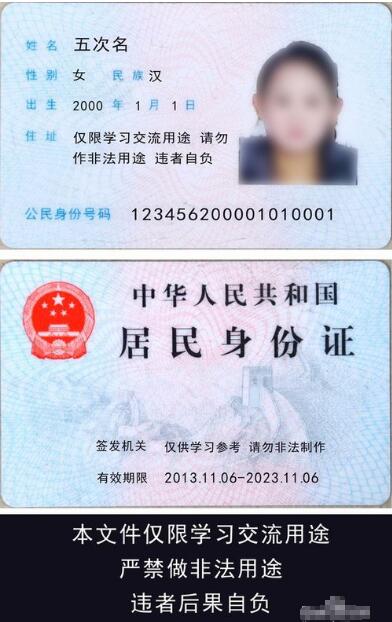 姓名 五次名
性别 女 民族 汉
出生 2000 年 1 月 1 日
住址 仅限学习交流用途 请勿
作非法用途 违者自负
公民身份号码 123456200001010001
中华人民共和国
居民身份证
签发机关 仅供学习参考 请勿非法制作
有效期限 2013.11.06-2023.11.06
本文件仅限学习交流用途
严禁做非法用途
违者后果自负